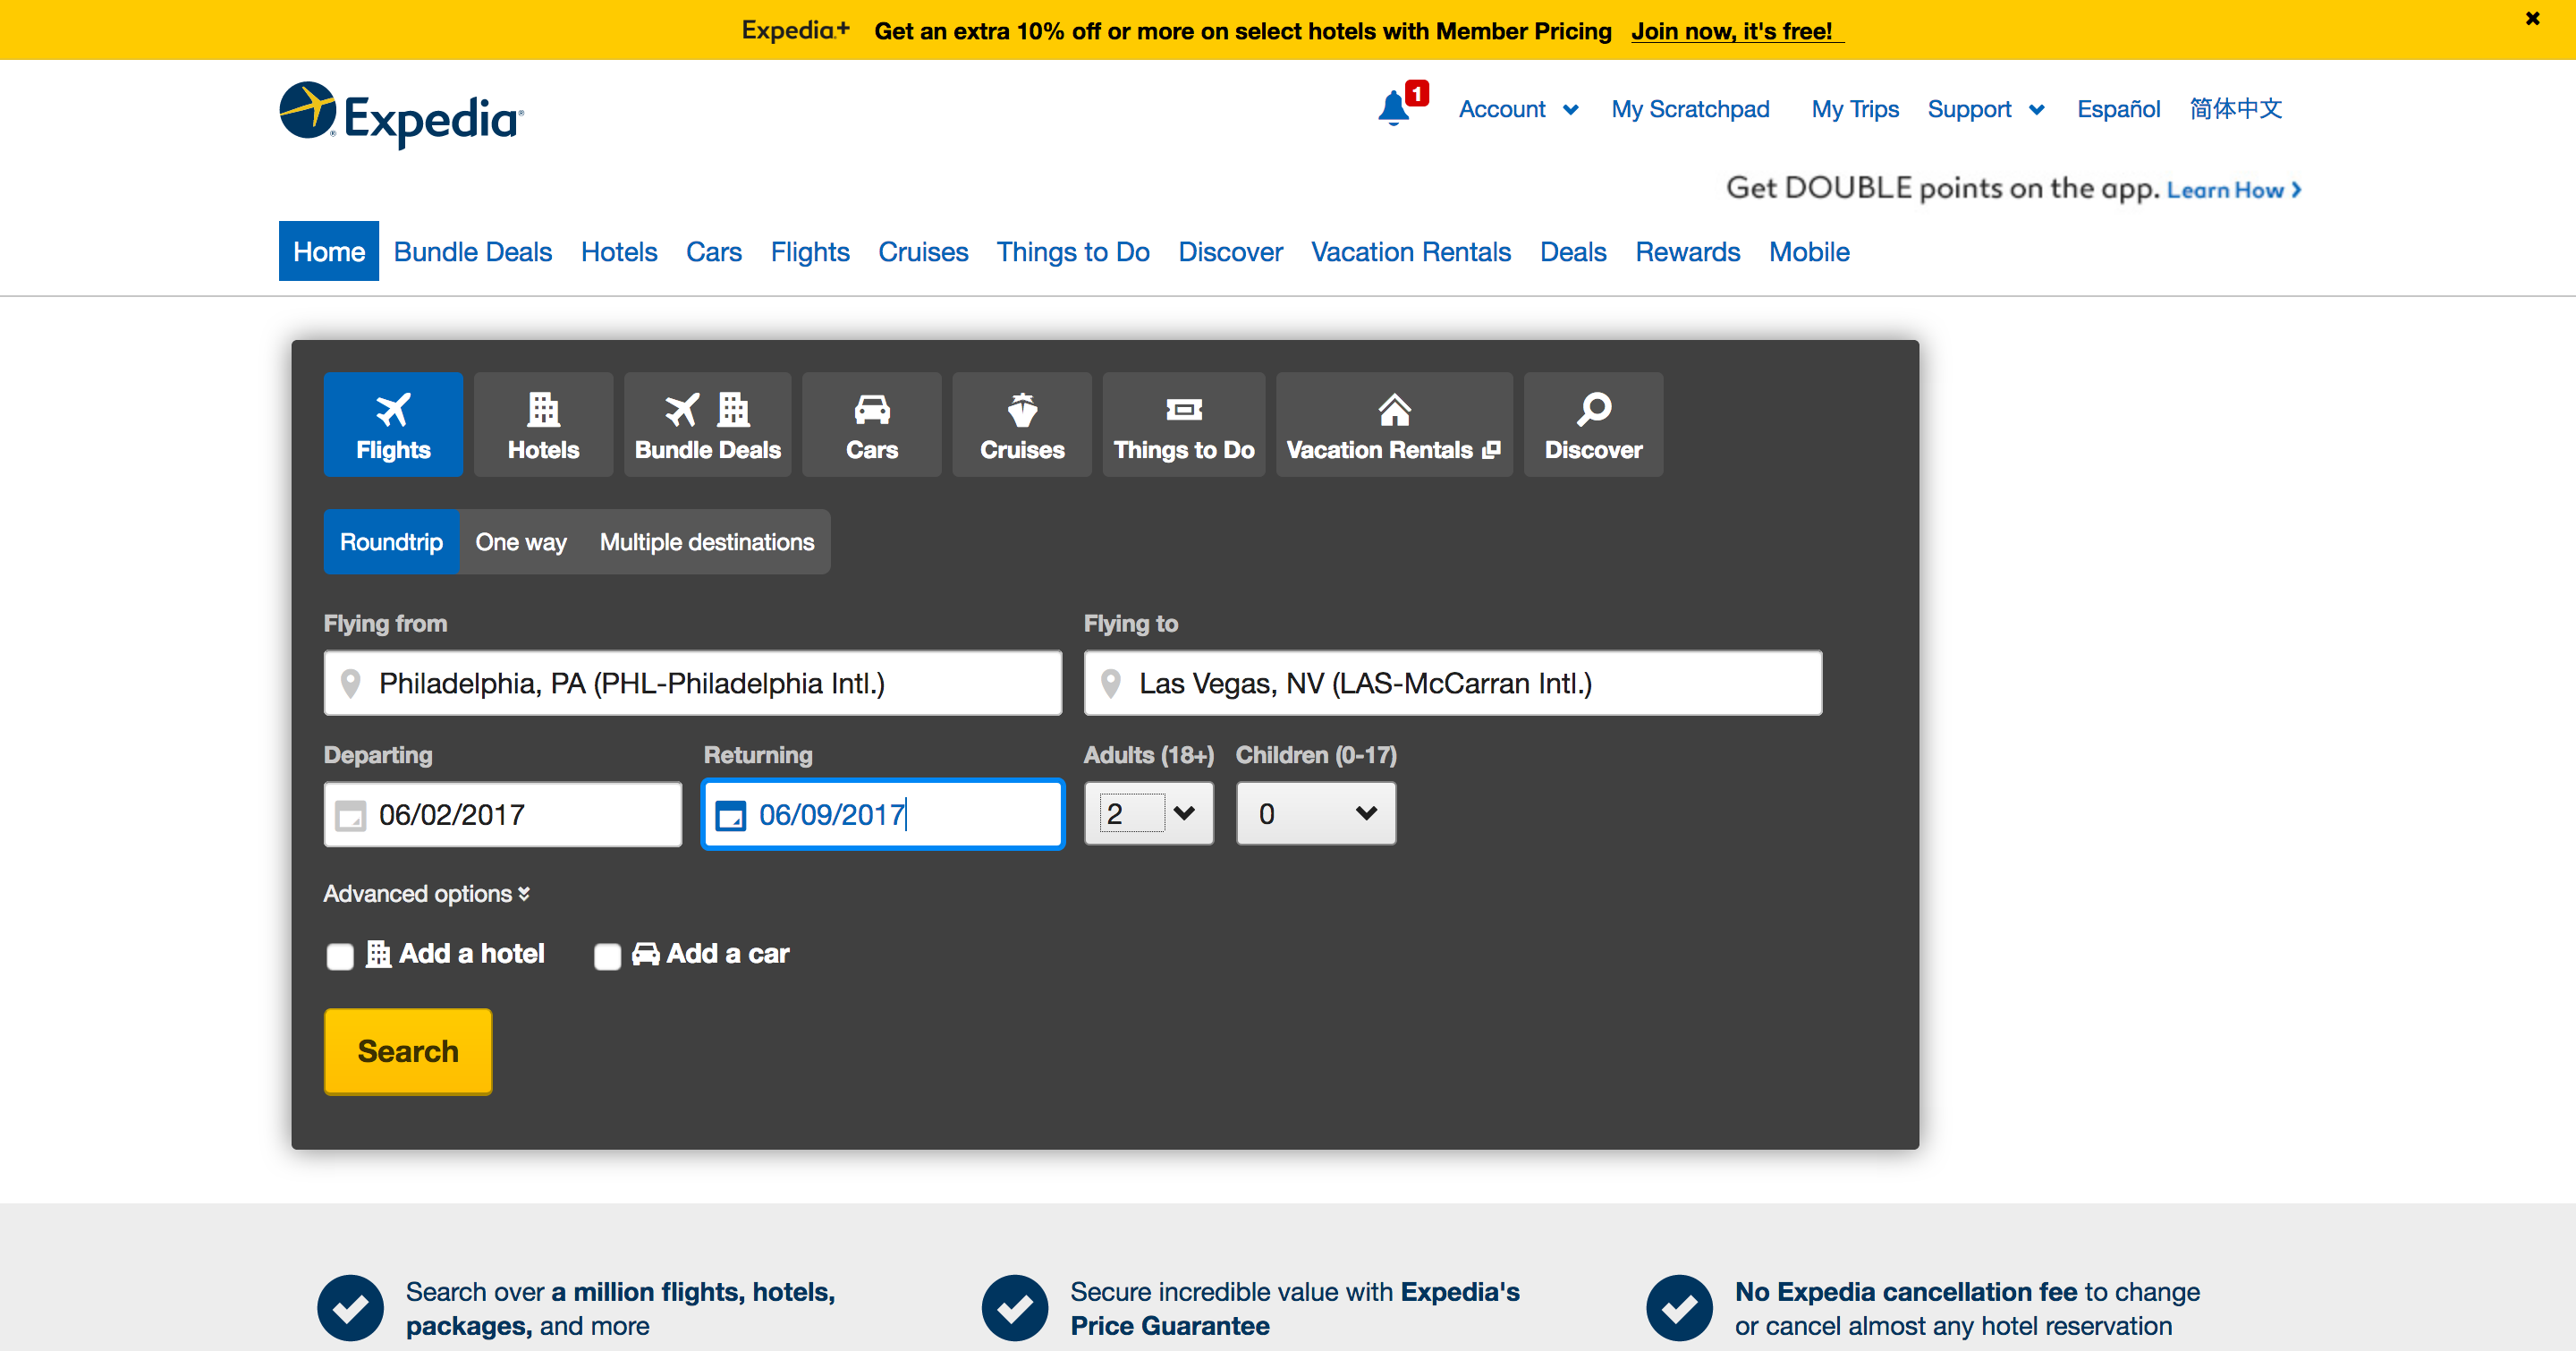 Expedia+ Get an extra 10% off or more on select hotels with Member Pricing Join now, it's free!
Expedia
1 Account My Scratchpad My Trips Support Español 简体中文
Get DOUBLE points on the app. Learn How
Home Bundle Deals Hotels Cars Flights Cruises Things to Do Discover Vacation Rentals Deals Rewards Mobile
Flights Hotels Bundle Deals Cars Cruises Things to Do Vacation Rentals Discover
Roundtrip One way Multiple destinations
Flying from Flying to
Philadelphia, PA (PHL-Philadelphia Intl.) Las Vegas, NV (LAS-McCarran Intl.)
Departing Returning Adults (18+) Children (0-17)
06/02/2017 06/09/2017 2 0
Advanced options
Add a hotel Add a car
Search
Search over a million flights, hotels,
packages, and more
Secure incredible value with Expedia's
Price Guarantee
No Expedia cancellation fee to change
or cancel almost any hotel reservation